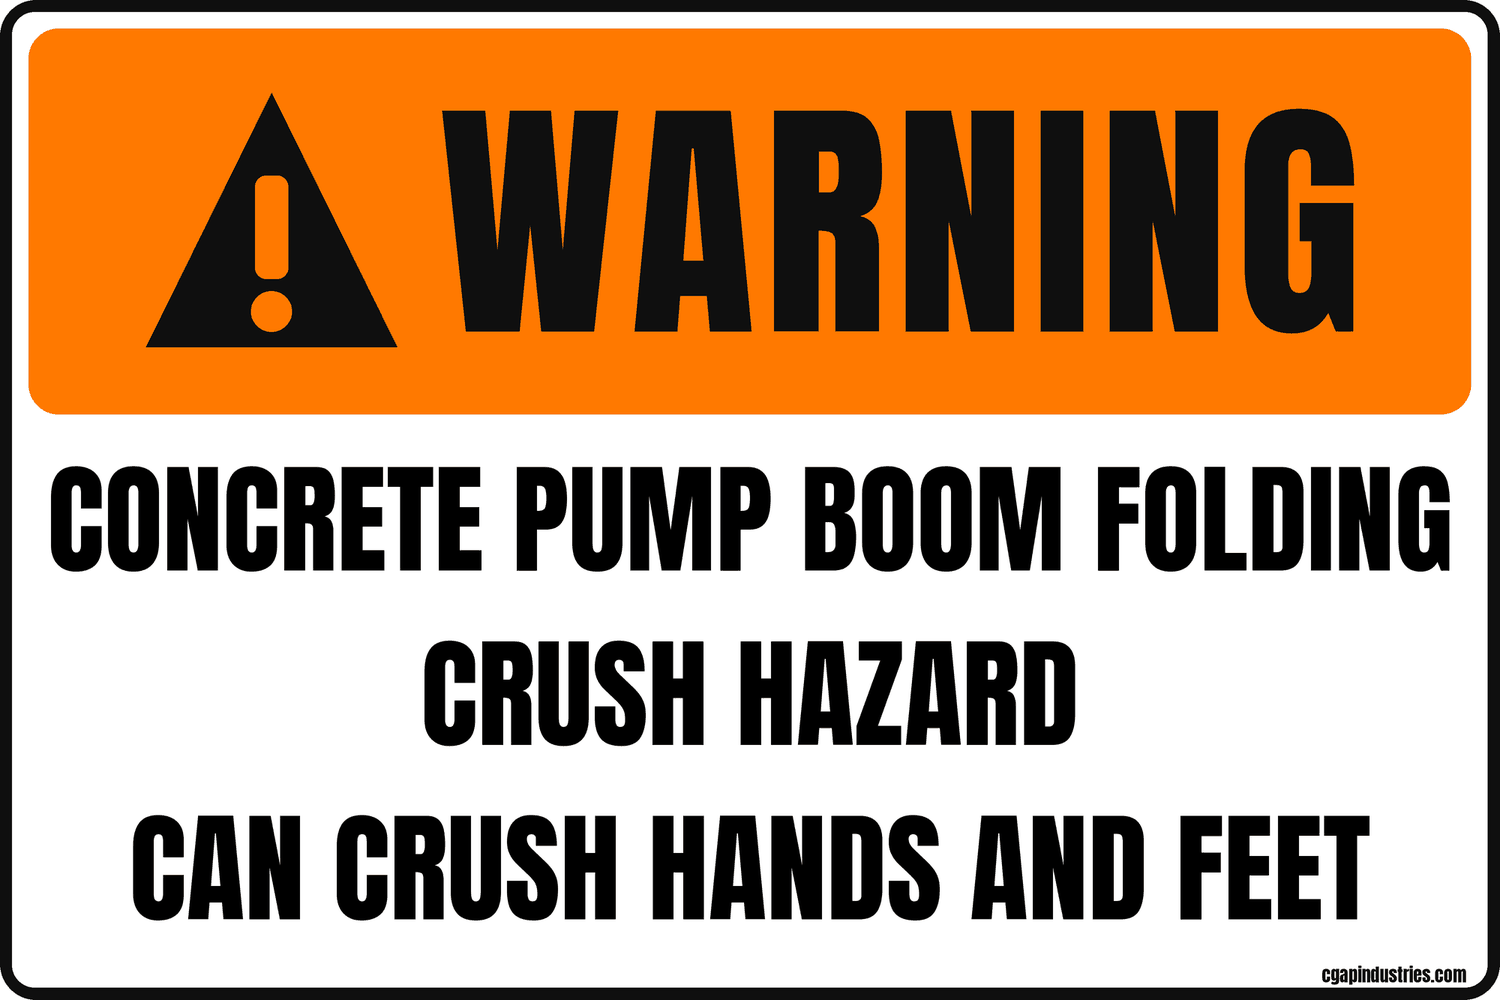 WARNING
CONCRETE PUMP BOOM FOLDING
CRUSH HAZARD
CAN CRUSH HANDS AND FEET
cgapindustries.com